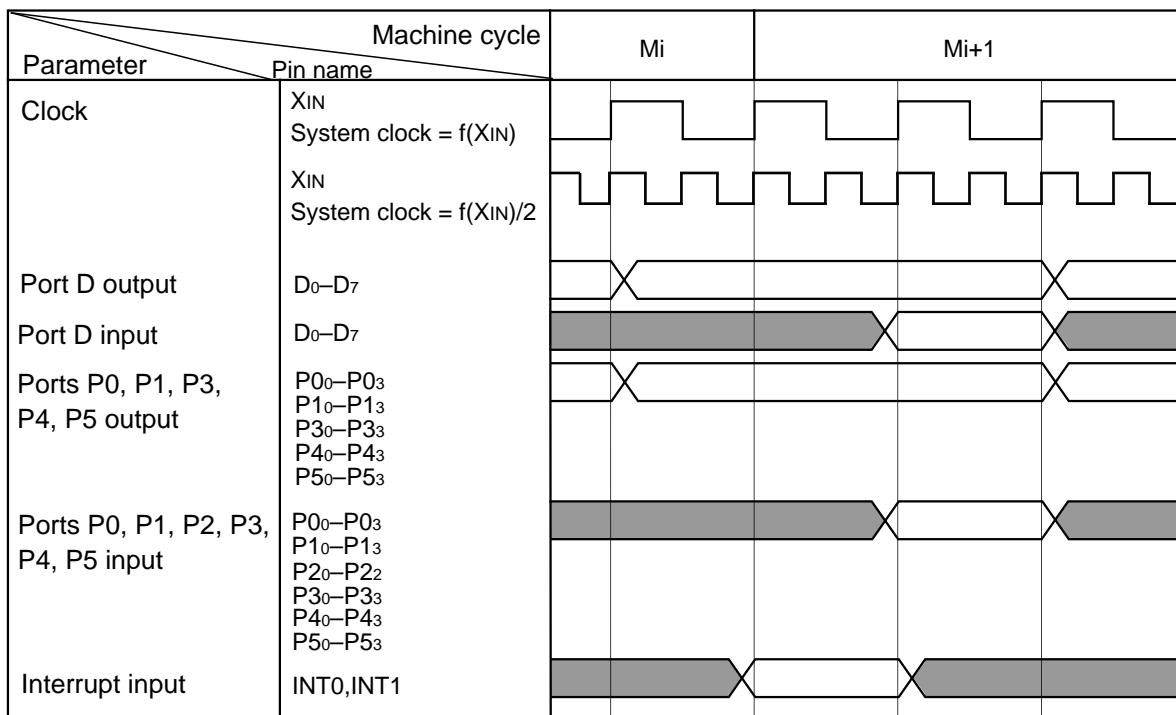 Machine cycle
Parameter
Pin name
Mi
Mi+1
Clock
XIN
System clock = f(XIN)
XIN
System clock = f(XIN)/2
Port D output
D0–D7
Port D input
D0–D7
Ports P0, P1, P3,
P4, P5 output
P00–P03
P10–P13
P30–P33
P40–P43
P50–P53
Ports P0, P1, P2, P3,
P4, P5 input
P00–P03
P10–P13
P20–P22
P30–P33
P40–P43
P50–P53
Interrupt input
INT0,INT1